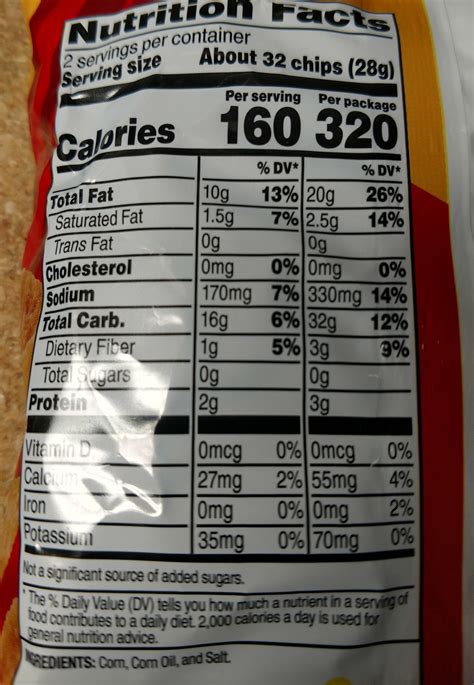 Nutrition Facts
2 servings per container
Serving size About 32 chips (28g)
Per serving Per package
Calories 160 320
% DV* % DV*
Total Fat 10g 13% 20g 26%
Saturated Fat 1.5g 7% 2.5g 14%
Trans Fat 0g 0g
Cholesterol 0mg 0% 0mg 0%
Sodium 170mg 7% 330mg 14%
Total Carb. 16g 6% 32g 12%
Dietary Fiber 1g 5% 3g 9%
Total Sugars 0g 0g
Protein 2g 3g
Vitamin D 0mcg 0% 0mcg 0%
Calcium 27mg 2% 55mg 4%
Iron 0mg 0% 0mg 2%
Potassium 35mg 0% 70mg 0%
Not a significant source of added sugars.
* The % Daily Value (DV) tells you how much a nutrient in a serving of
food contributes to a daily diet. 2,000 calories a day is used for
general nutrition advice.
INGREDIENTS: Corn, Corn Oil, and Salt.